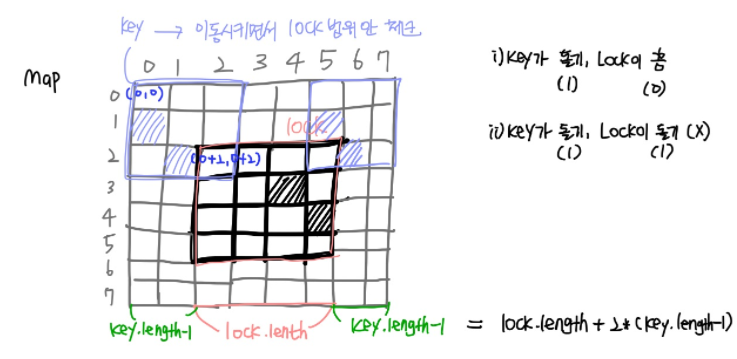 key → 이동시키면서 lock 범위만 체크
0 1 2 3 4 5 6 7
map
0
1
2
3
4
5
6
7
(0,0)
lock
(0+2,0+2)
i) key가 돌기, Lock이 홈
(1) (0)
ii) key가 돌기, Lock이 돌기 (X)
(1) (1)
key.length-1
lock.lenth
key.length-1
= lock.length + 2*(key.length-1)